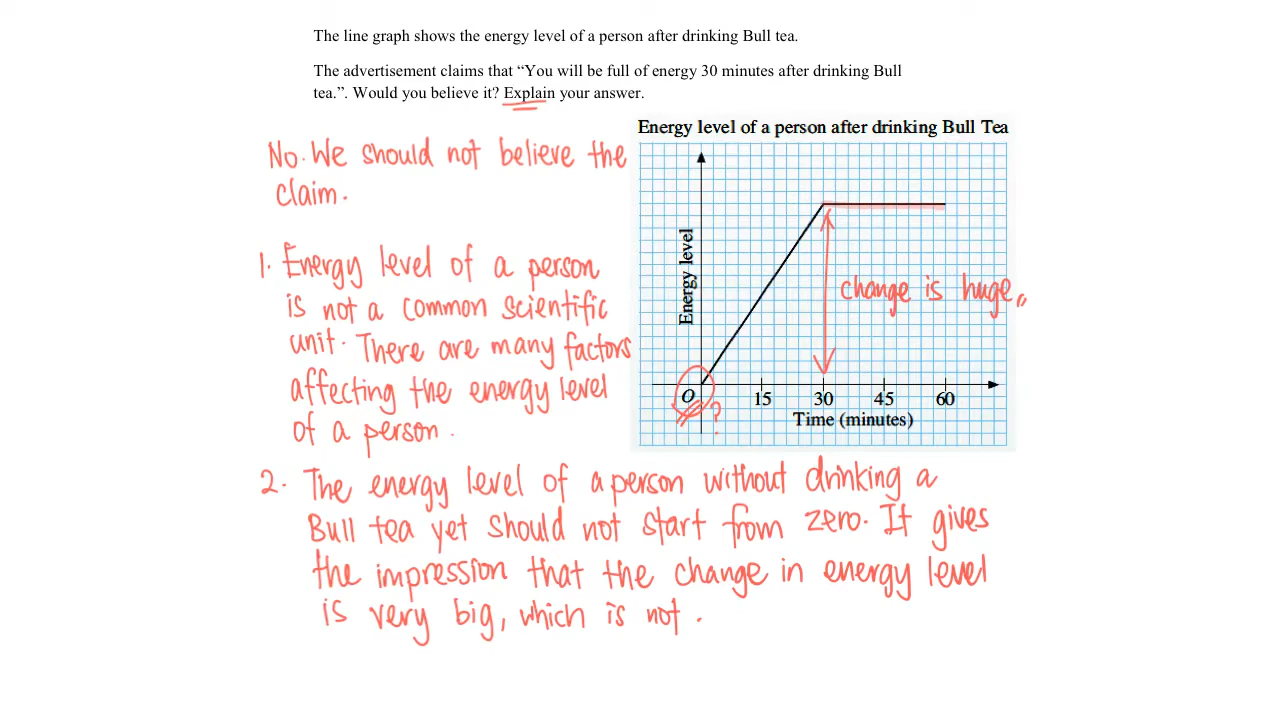 The line graph shows the energy level of a person after drinking Bull tea.
The advertisement claims that “You will be full of energy 30 minutes after drinking Bull
tea.”. Would you believe it? Explain your answer.
Energy level of a person after drinking Bull Tea
No. We should not believe the
claim.
1. Energy level of a person
is not a common scientific
unit. There are many factors
affecting the energy level
of a person.
Energy level
change is huge
O
?
15 30 45 60
Time (minutes)
2. The energy level of a person without drinking a
Bull tea yet should not start from zero. It gives
the impression that the change in energy level
is very big, which is not.